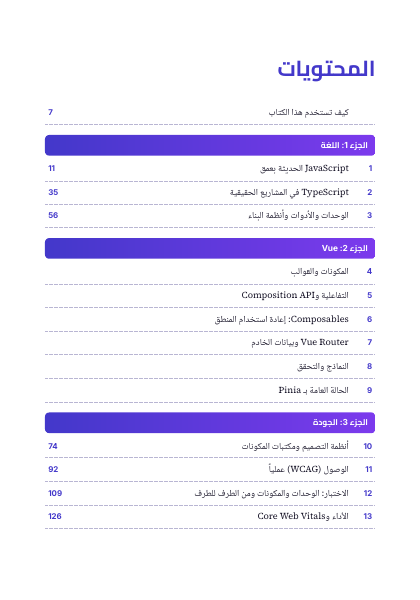 المحتويات
كيف تستخدم هذا الكتاب 7
الجزء 1: اللغة
1 JavaScript الحديثة بعمق 11
2 TypeScript في المشاريع الحقيقية 35
3 الوحدات والأدوات وأنظمة البناء 56
الجزء 2: Vue
4 المكونات والقوالب
5 التفاعلية وComposition API
6 Composables: إعادة استخدام المنطق
7 Vue Router وبيانات الخادم
8 النماذج والتحقق
9 الحالة العامة بـ Pinia
الجزء 3: الجودة
10 أنظمة التصميم ومكتبات المكونات 74
11 الوصول (WCAG) عملياً 92
12 الاختبار: الوحدات والمكونات ومن الطرف للطرف 109
13 الأداء وCore Web Vitals 126